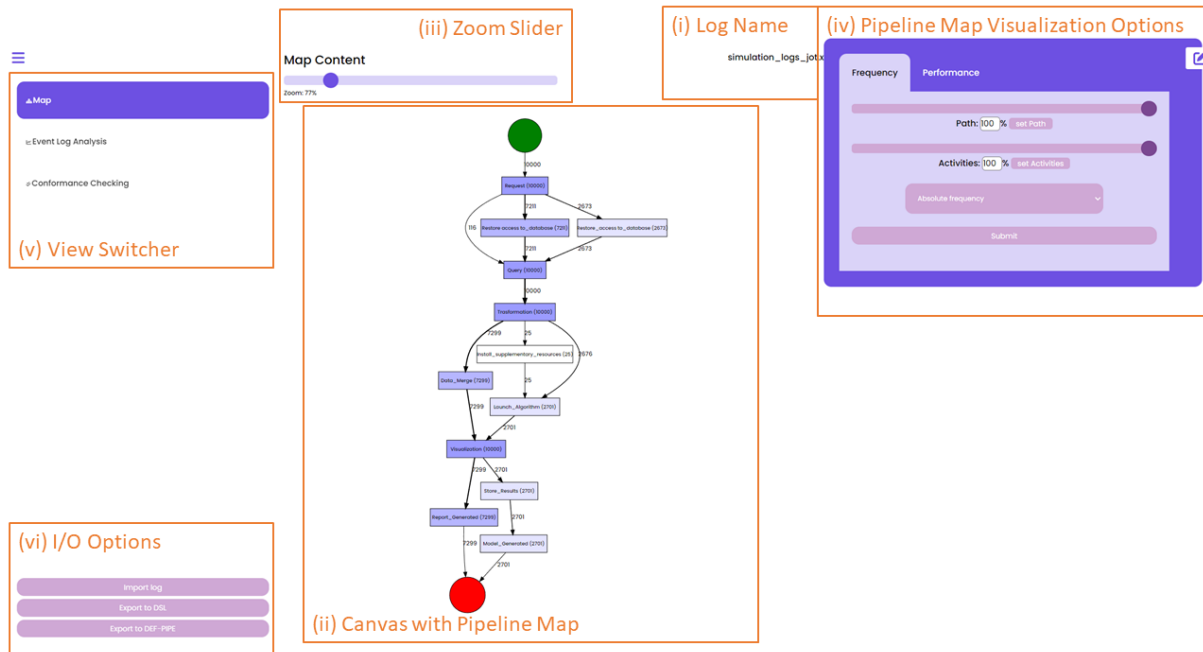 (iii) Zoom Slider
(i) Log Name
(iv) Pipeline Map Visualization Options
Map Content
Zoom: 77%
simulation_logs_jot.x
Frequency
Performance
Path: 100 % set Path
Activities: 100 % set Activities
Absolute frequency
Submit
Map
Event Log Analysis
Conformance Checking
(v) View Switcher
10000
Request (10000)
7211
2673
116
Restore access to_database (7211)
Restore_access to_database (2673)
7211
2673
Query (10000)
10000
Trasformation (10000)
7299
25
2676
Install_supplementary_resources (25)
Data_Merge (7299)
25
Launch_Algorithm (2701)
7299
2701
Visualization (10000)
7299
2701
Store_Results (2701)
Report_Generated (7299)
2701
Model_Generated (2701)
7299
2701
(ii) Canvas with Pipeline Map
(vi) I/O Options
Import log
Export to DSL
Export to DEF-PIPE